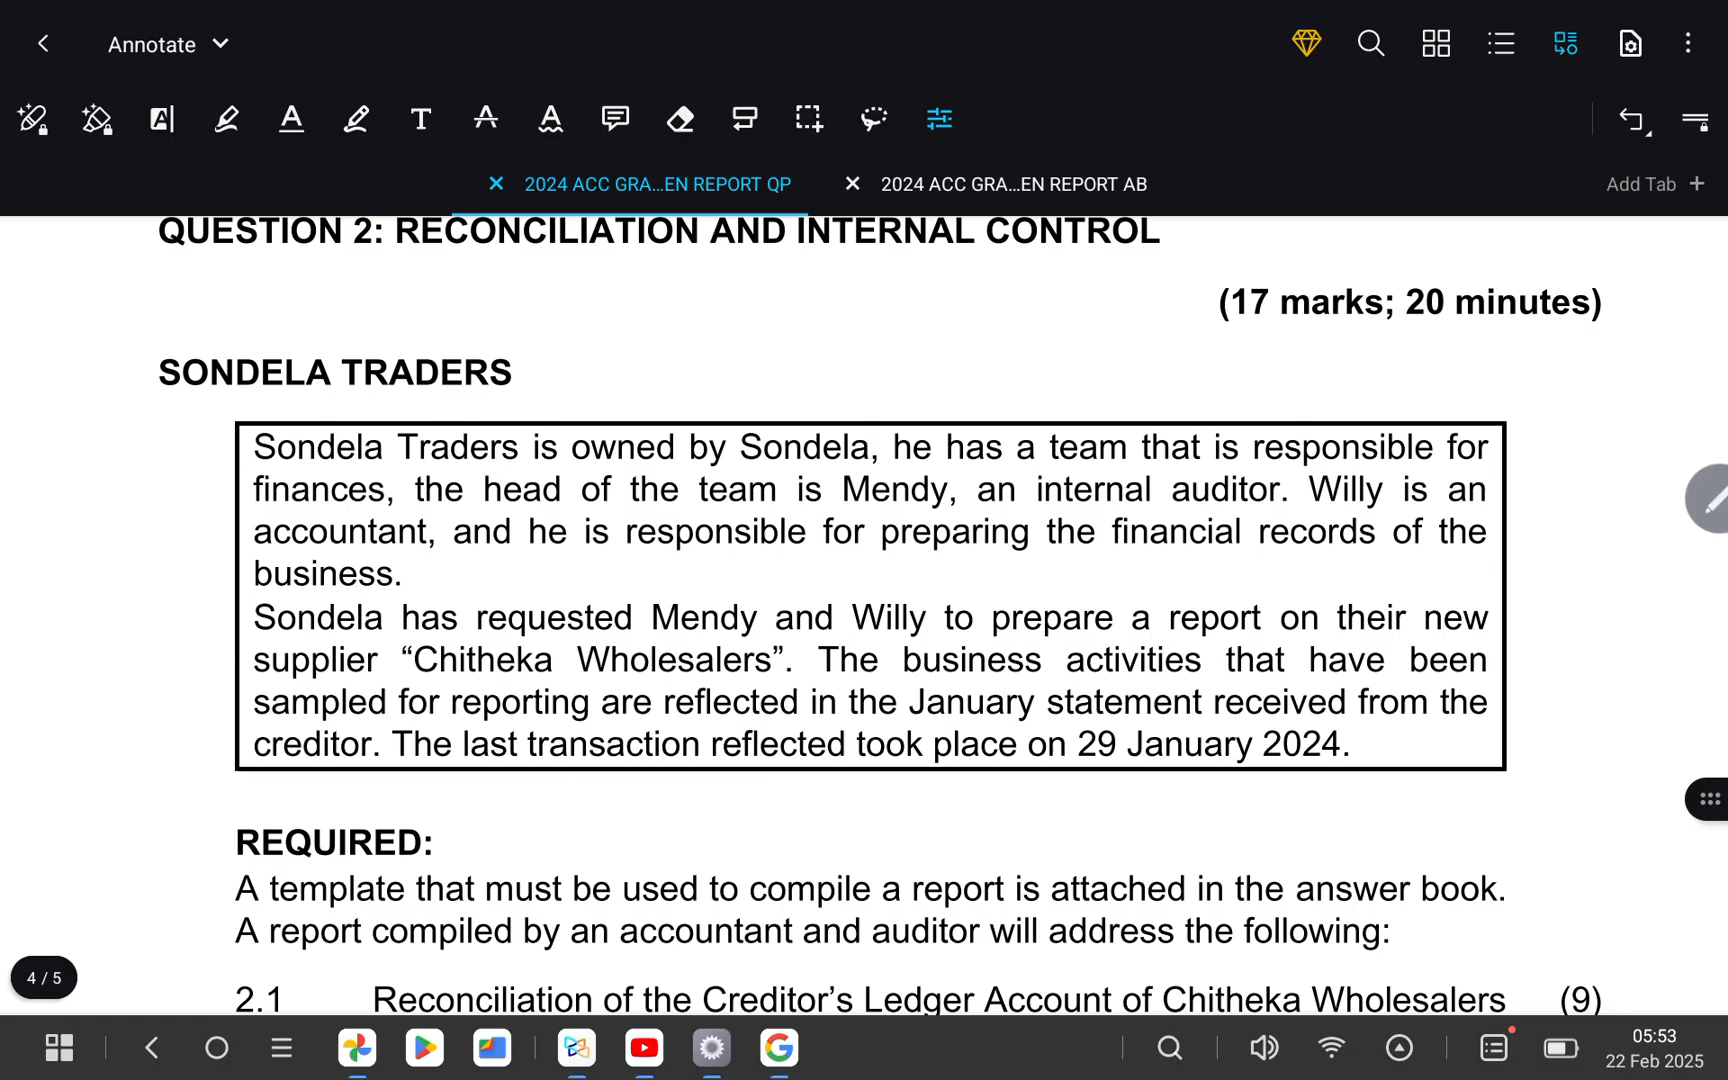 Annotate
A
A
T
A
A
2024 ACC GRA...EN REPORT QP
2024 ACC GRA...EN REPORT AB
Add Tab +
QUESTION 2: RECONCILIATION AND INTERNAL CONTROL
(17 marks; 20 minutes)
SONDELA TRADERS
Sondela Traders is owned by Sondela, he has a team that is responsible for
finances, the head of the team is Mendy, an internal auditor. Willy is an
accountant, and he is responsible for preparing the financial records of the
business.
Sondela has requested Mendy and Willy to prepare a report on their new
supplier “Chitheka Wholesalers”. The business activities that have been
sampled for reporting are reflected in the January statement received from the
creditor. The last transaction reflected took place on 29 January 2024.
REQUIRED:
A template that must be used to compile a report is attached in the answer book.
A report compiled by an accountant and auditor will address the following:
4 / 5
2.1 Reconciliation of the Creditor’s Ledger Account of Chitheka Wholesalers (9)
05:53
22 Feb 2025